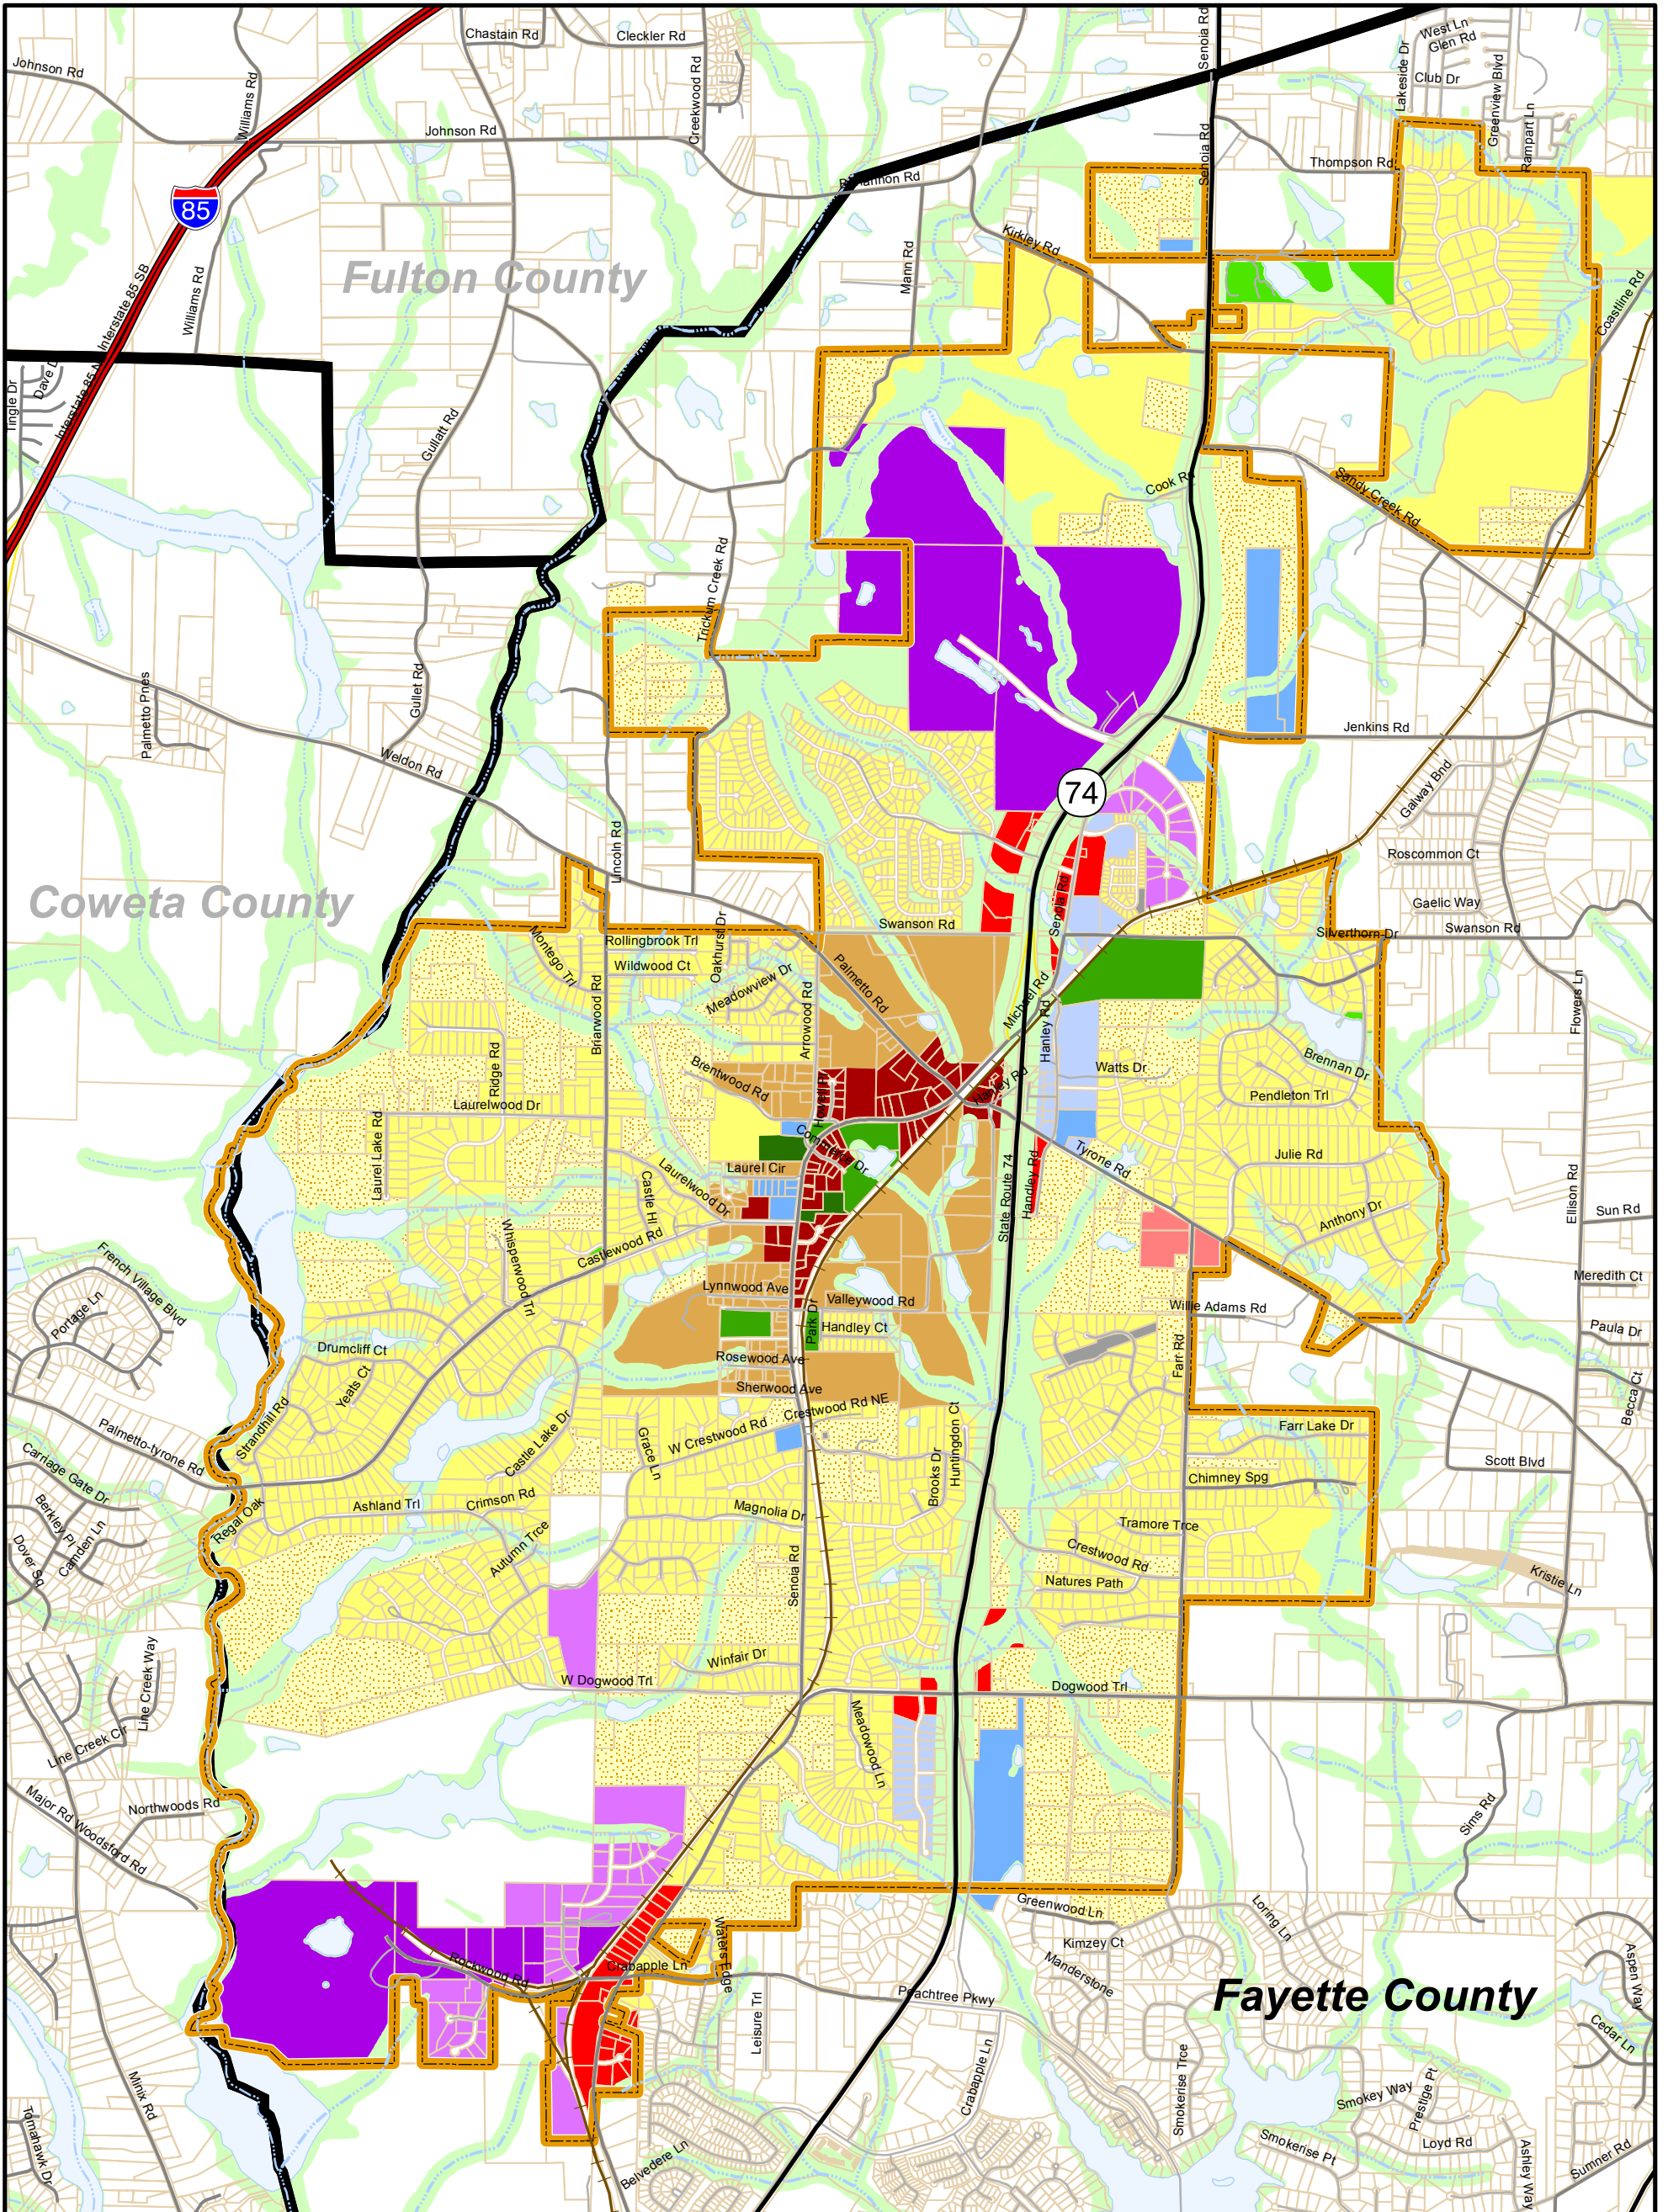 Chastain Rd
Cleckler Rd
Senoia Rd
West Ln
Glen Rd
Johnson Rd
Williams Rd
Creekwood Rd
Lakeside Dr
Club Dr
Greenview Blvd
Rampart Ln
Johnson Rd
Senoia Rd
Thompson Rd
85
Kirkley Rd
Mann Rd
Fulton County
Interstate 85 SB
Williams Rd
Coastline Rd
Tingle Dr
Gullatt Rd
Cook Rd
Sandy Creek Rd
Trickum Creek Rd
Palmetto Pnes
Gullet Rd
Jenkins Rd
Weldon Rd
74
Galway Bnd
Lincoln Rd
Roscommon Ct
Coweta County
Senoia Rd
Gaelic Way
Swanson Rd
Swanson Rd
Silverthorn Dr
Rollingbrook Trl
Oakhurst Dr
Montego Trl
Wildwood Ct
Meadowview Dr
Palmetto Rd
Michael Rd
Flowers Ln
Briarwood Rd
Arrowood Rd
Hanley Rd
Ridge Rd
Brentwood Rd
Watts Dr
Brennan Dr
Hanley Rd
Pendleton Trl
Laurelwood Dr
Laurel Lake Rd
Commerce Dr
Laurel Cir
Tyrone Rd
Julie Rd
Laurelwood Dr
Castle Hl
State Route 74
Handley Rd
Ellison Rd
Sun Rd
Anthony Dr
Whisperwood Trl
Castlewood Rd
French Village Blvd
Portage Ln
Lynnwood Ave
Valleywood Rd
Meredith Ct
Willie Adams Rd
Park Dr
Handley Ct
Paula Dr
Drumcliff Ct
Rosewood Ave
Farr Rd
Yeats Ct
Sherwood Ave
Becca Ct
Strandhill Rd
Crestwood Rd NE
Palmetto-tyrone Rd
Castle Lake Dr
Grace Ln
W Crestwood Rd
Huntingdon Ct
Farr Lake Dr
Carriage Gate Dr
Brooks Dr
Scott Blvd
Chimney Spg
Berkley Pl
Camden Ln
Dover Sq
Regal Oak
Ashland Trl
Crimson Rd
Magnolia Dr
Tramore Trce
Autumn Trce
Crestwood Rd
Natures Path
Kristie Ln
Senoia Rd
Line Creek Way
Winfair Dr
W Dogwood Trl
Dogwood Trl
Line Creek Cir
Meadowood Ln
Northwoods Rd
Major Rd Woodsford Rd
Sims Rd
Greenwood Ln
Loring Ln
Waters Edge
Kimzey Ct
Manderstone
Rockwood Rd
Crabapple Ln
Aspen Way
Peachtree Pkwy
Fayette County
Leisure Trl
Cedar Ln
Crabapple Ln
Smokerise Trce
Minix Rd
Smokey Way
Prestige Pt
Tomahawk Dr
Loyd Rd
Smokerise Pt
Belvedere Ln
Ashley Way
Sumner Rd